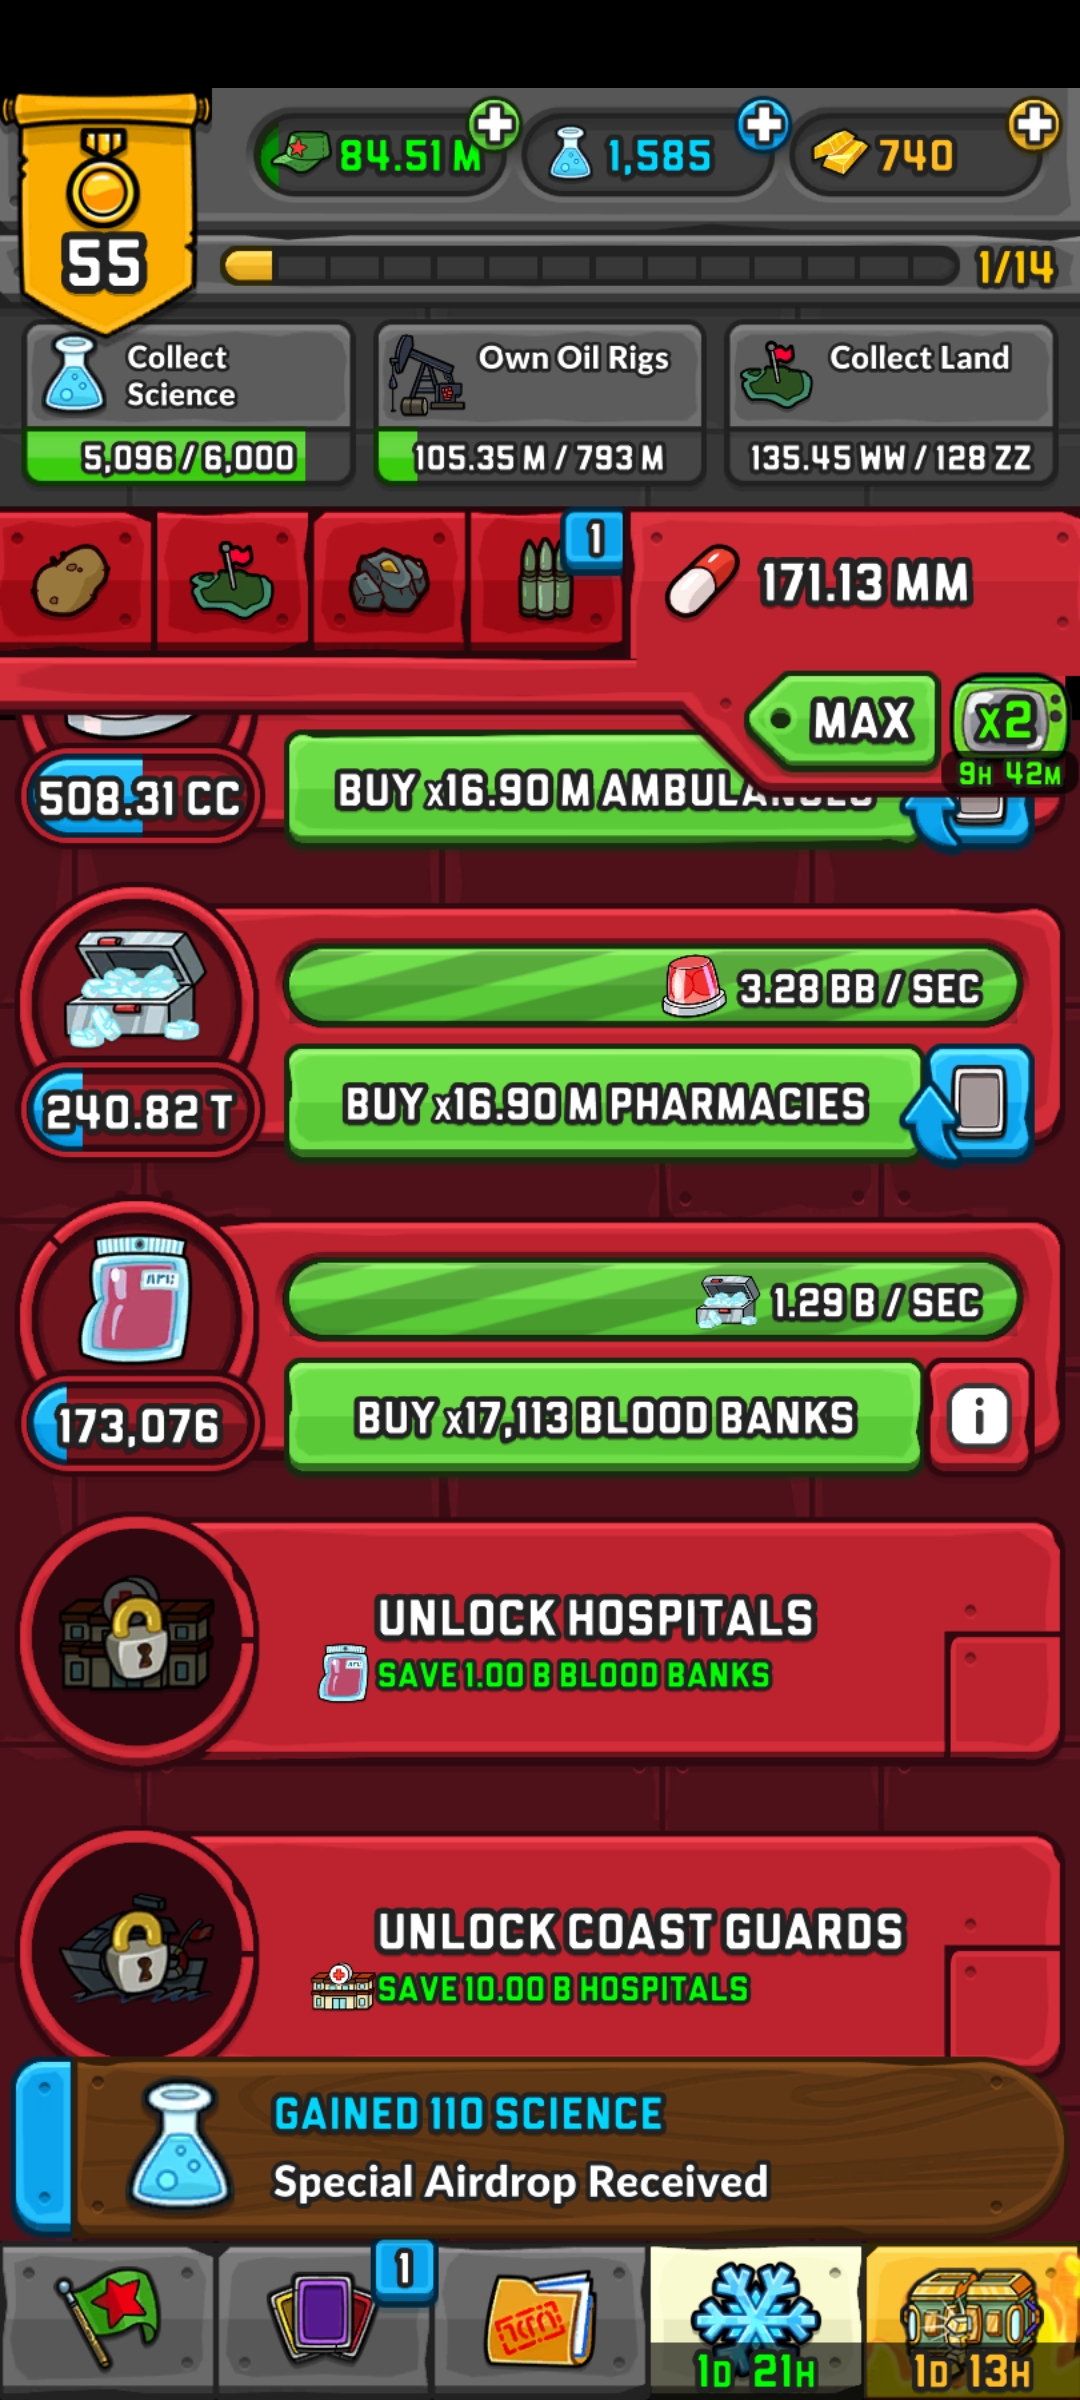 84.51 M
1,585
740
55
1/14
Collect
Science
5,096 / 6,000
Own Oil Rigs
105.35 M / 793 M
Collect Land
135.45 WW / 128 ZZ
1
171.13 MM
MAX
x2
9H 42M
508.31 CC
BUY x16.90 M AMBULANCES
3.28 BB / SEC
240.82 T
BUY x16.90 M PHARMACIES
1.29 B / SEC
173,076
BUY x17,113 BLOOD BANKS
i
UNLOCK HOSPITALS
SAVE 1.00 B BLOOD BANKS
UNLOCK COAST GUARDS
SAVE 10.00 B HOSPITALS
GAINED 110 SCIENCE
Special Airdrop Received
1
1D 21H
1D 13H